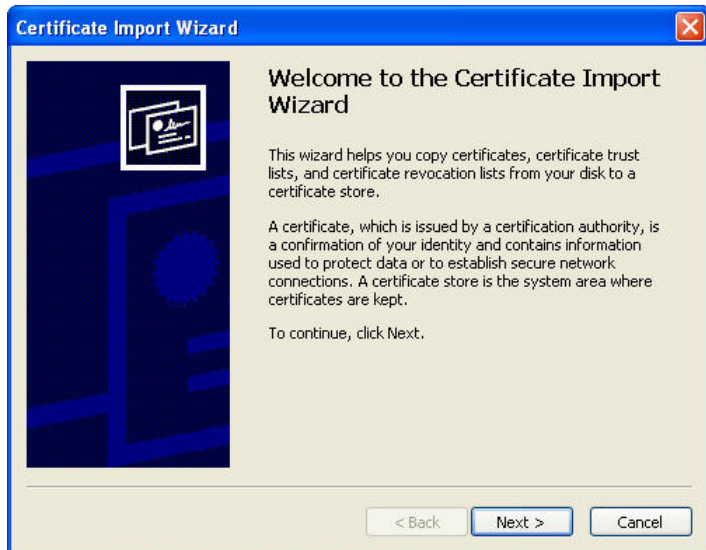 Certificate Import Wizard
Welcome to the Certificate Import
Wizard
This wizard helps you copy certificates, certificate trust
lists, and certificate revocation lists from your disk to a
certificate store.
A certificate, which is issued by a certification authority, is
a confirmation of your identity and contains information
used to protect data or to establish secure network
connections. A certificate store is the system area where
certificates are kept.
To continue, click Next.
< Back
Next >
Cancel